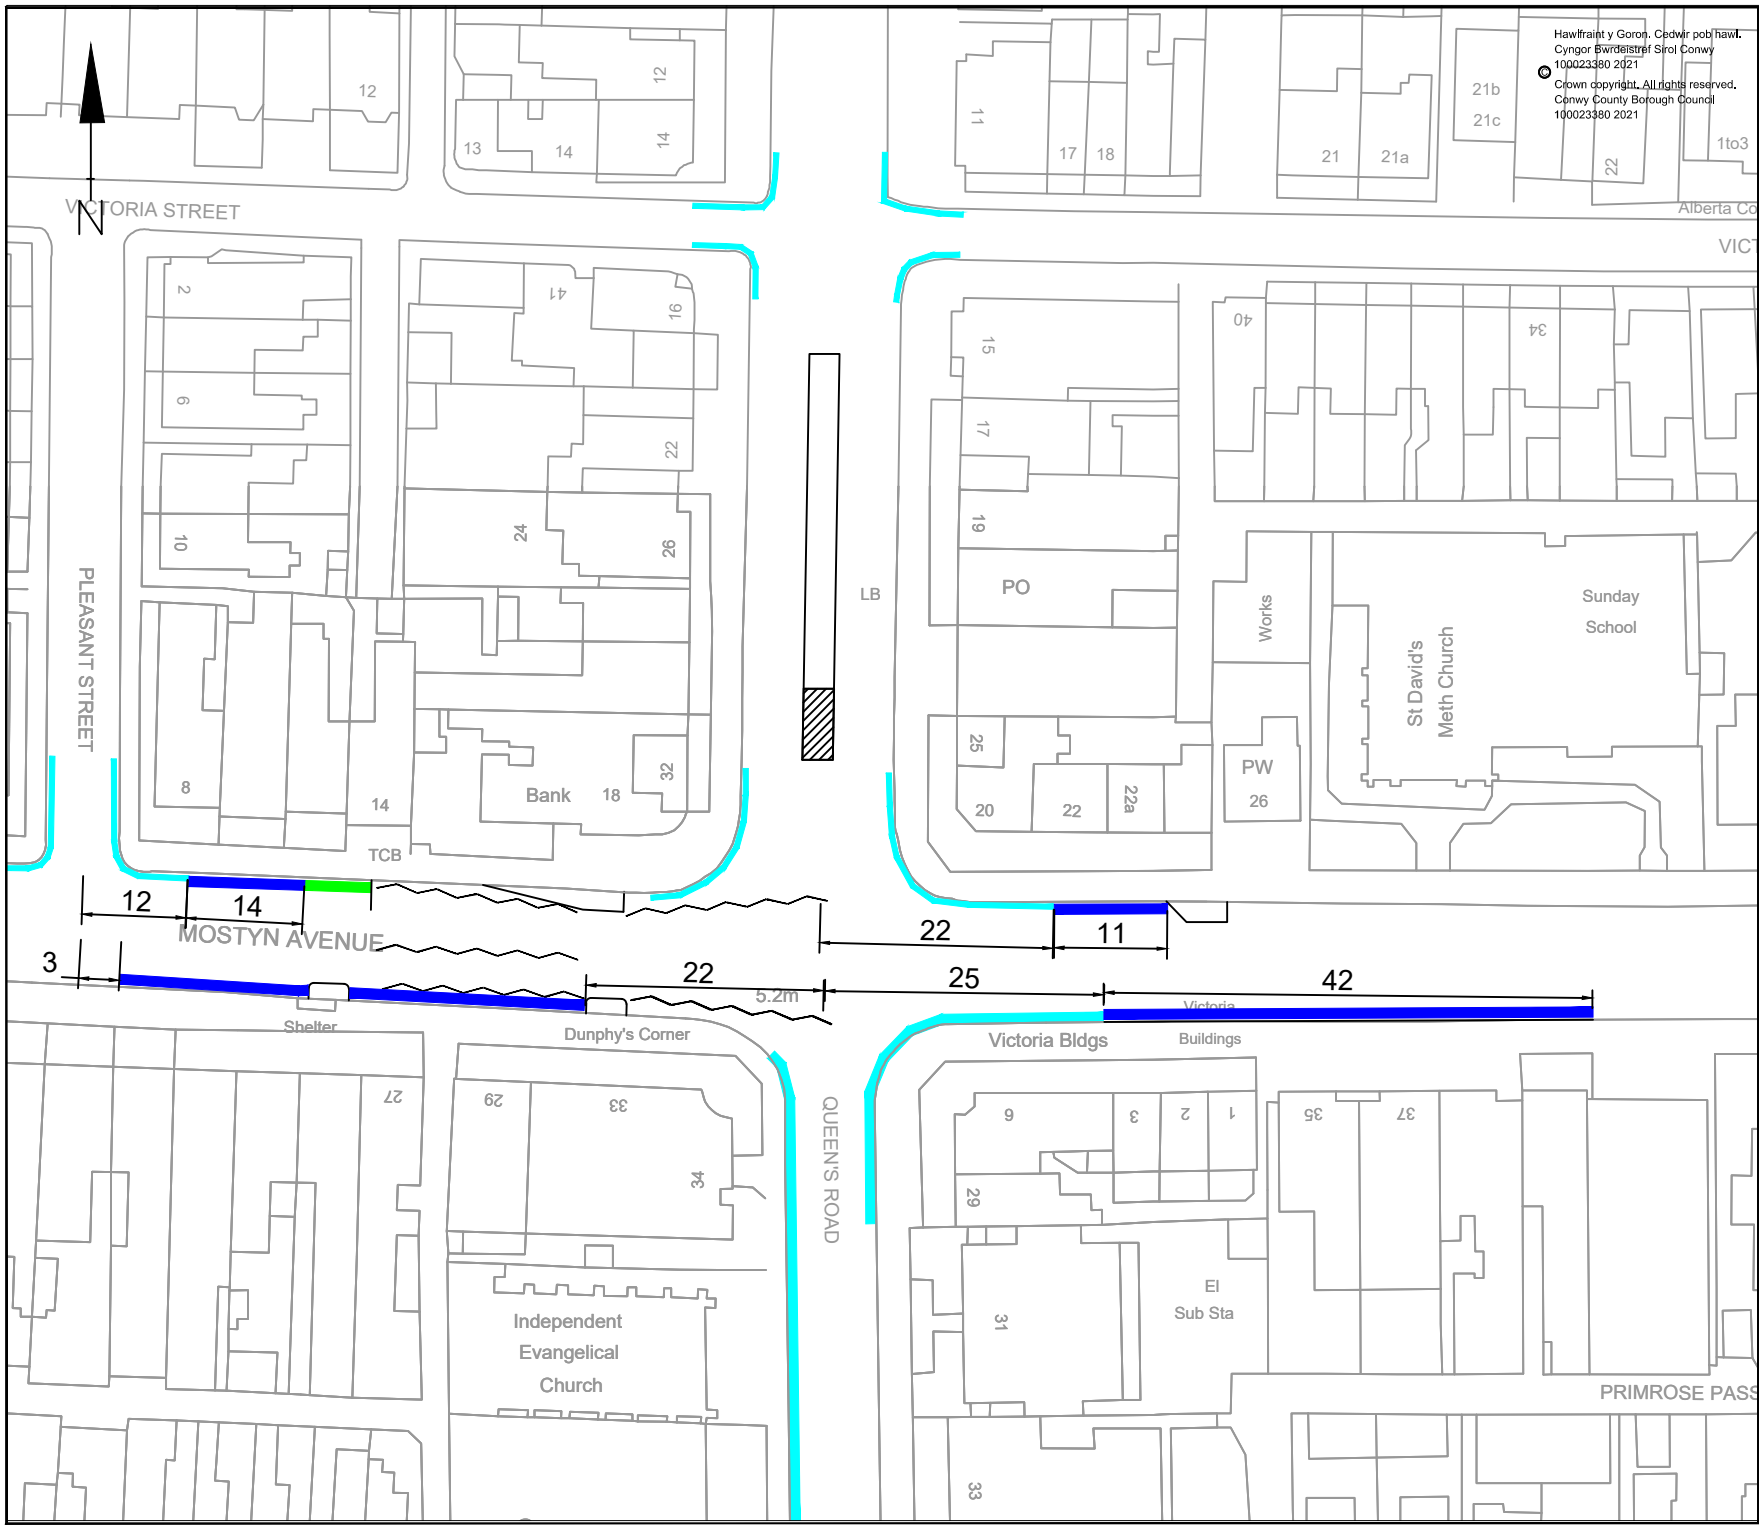 Hawlfraint y Goron. Cedwir pob hawl.
Cyngor Bwrdeistref Sirol Conwy
100023380 2021
©
Crown copyright. All rights reserved.
Conwy County Borough Council
100023380 2021
12
12
13
14
14
11
17
18
21
21a
21b
21c
22
1to3
N
VICTORIA STREET
Alberta Co
VICT
2
41
16
15
40
34
6
22
17
10
24
26
19
LB
PO
Works
Sunday
School
St David's
Meth Church
PLEASANT STREET
8
14
Bank
18
32
25
20
22
22a
PW
26
TCB
12
14
MOSTYN AVENUE
22
11
3
22
25
42
5.2m
Shelter
Dunphy's Corner
Victoria Bldgs
Victoria
Buildings
27
29
33
34
QUEEN'S ROAD
6
3
2
1
35
37
29
31
El
Sub Sta
Independent
Evangelical
Church
PRIMROSE PASS
33